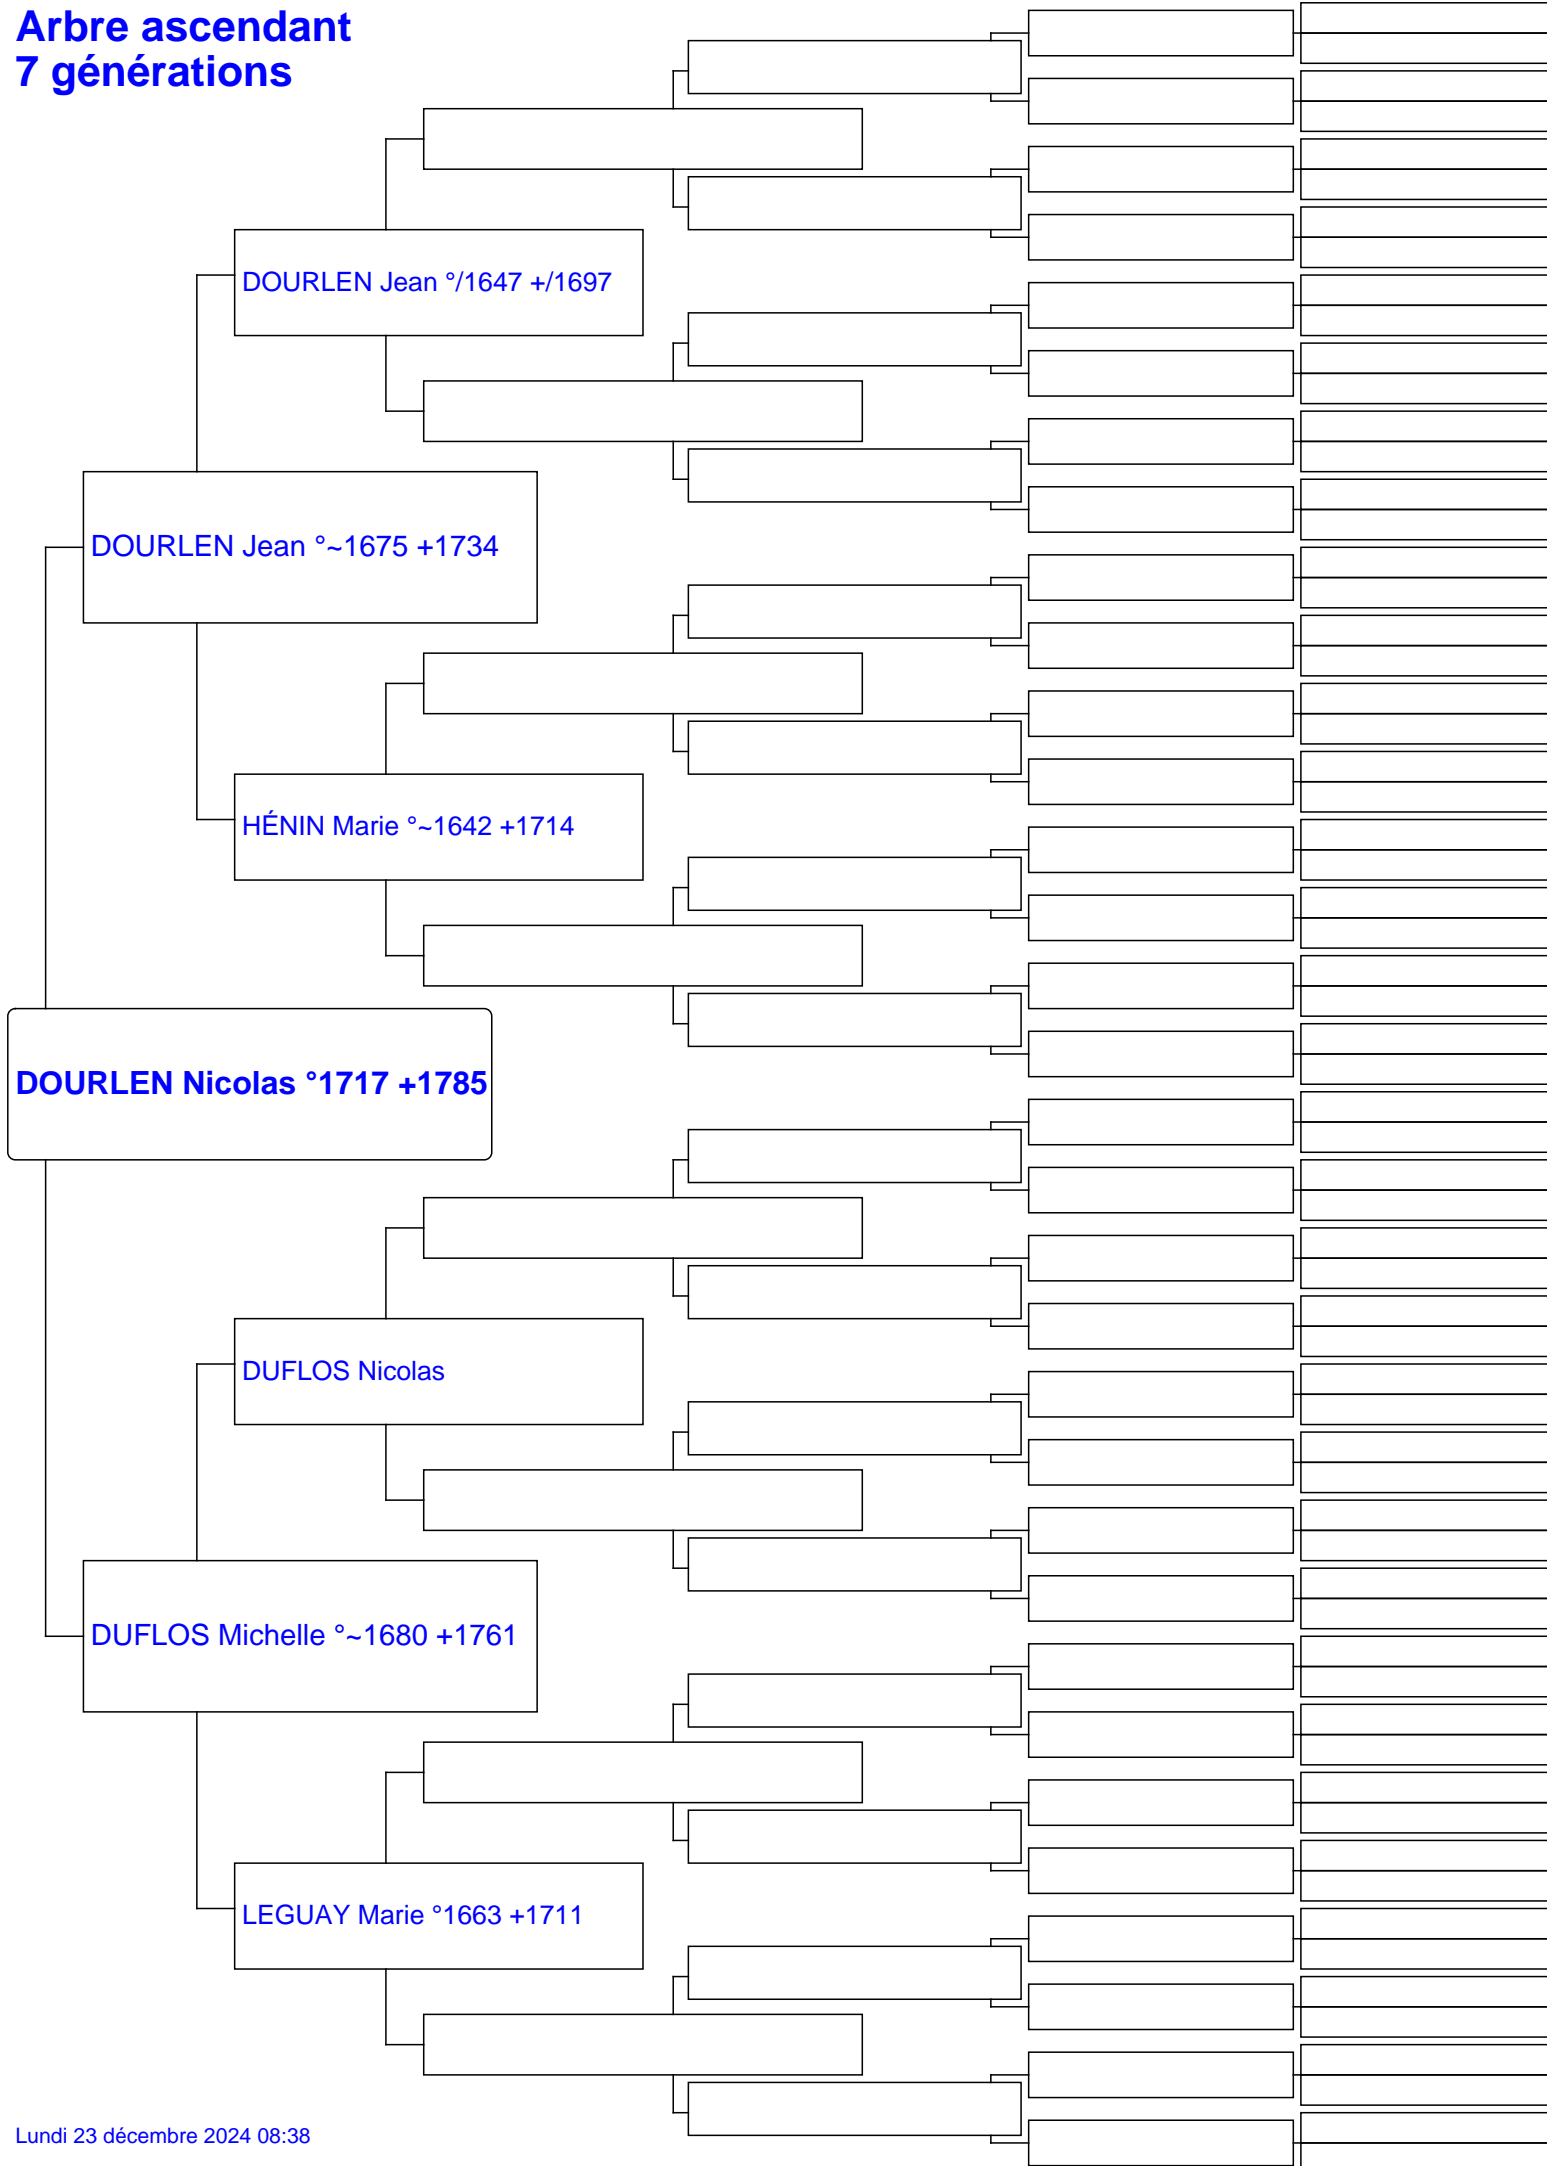 Arbre ascendant
7 générations
DOURLEN Jean °/1647 +/1697
DOURLEN Jean °~1675 +1734
HÉNIN Marie °~1642 +1714
DOURLEN Nicolas °1717 +1785
DUFLOS Nicolas
DUFLOS Michelle °~1680 +1761
LEGUAY Marie °1663 +1711
Lundi 23 décembre 2024 08:38